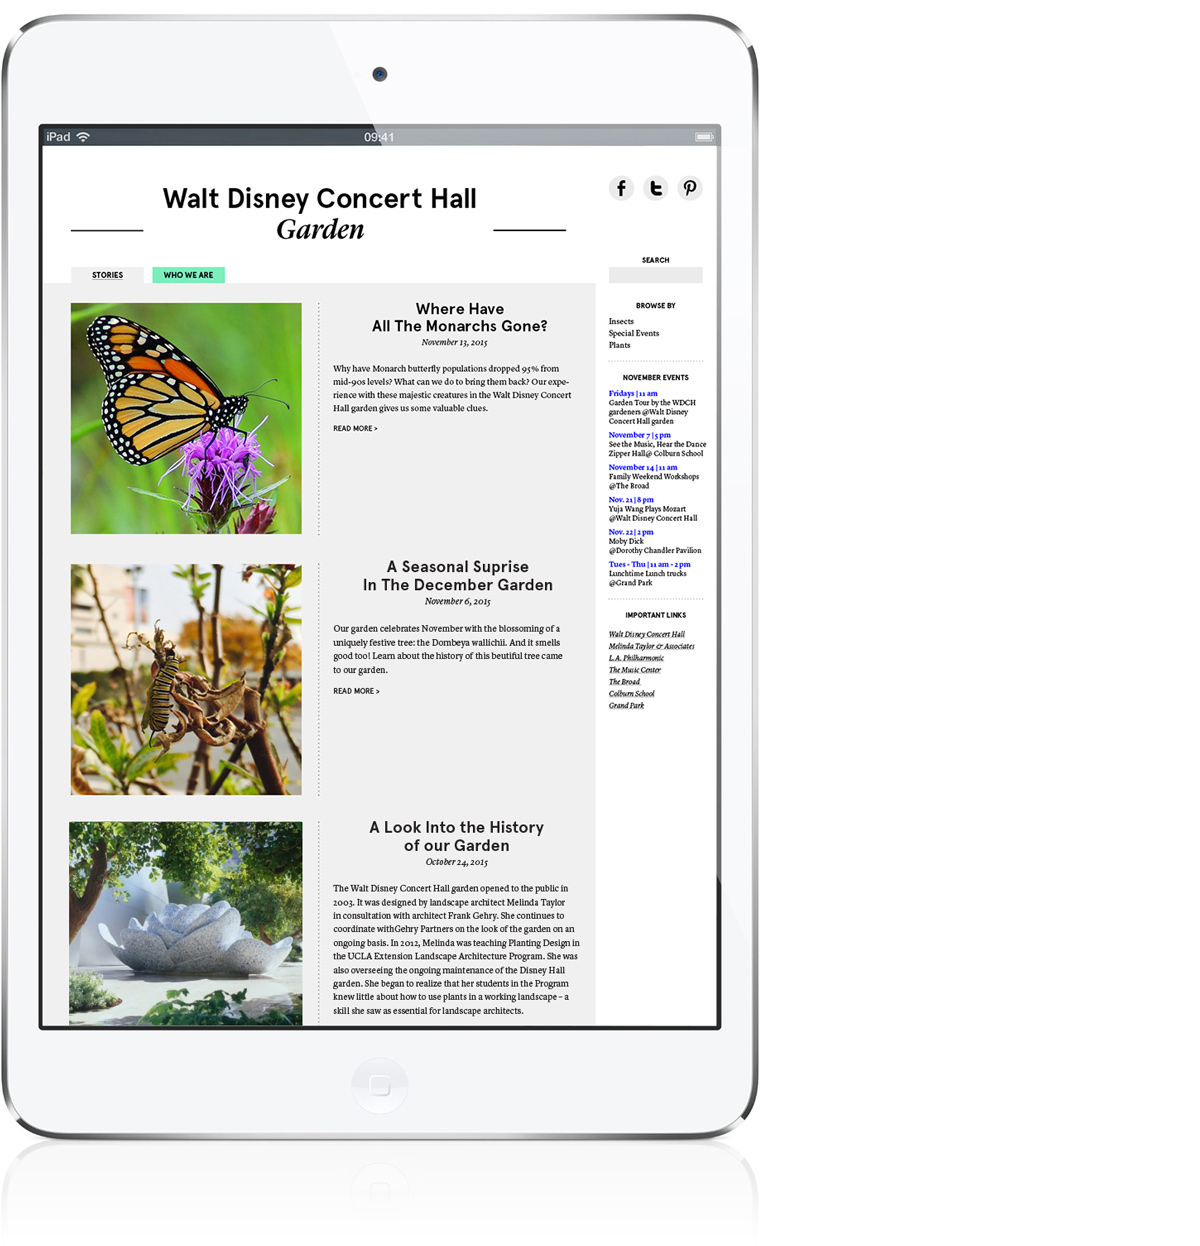 iPad
09:41
Walt Disney Concert Hall
Garden
STORIES
WHO WE ARE
Where Have
All The Monarchs Gone?
November 13, 2015
Why have Monarch butterfly populations dropped 95% from
mid-90s levels? What can we do to bring them back? Our expe-
rience with these majestic creatures in the Walt Disney Concert
Hall garden gives us some valuable clues.
READ MORE >
A Seasonal Suprise
In The December Garden
November 6, 2015
Our garden celebrates November with the blossoming of a
uniquely festive tree: the Dombeya wallichii. And it smells
good too! Learn about the history of this beutiful tree came
to our garden.
READ MORE >
A Look Into the History
of our Garden
October 24, 2015
The Walt Disney Concert Hall garden opened to the public in
2003. It was designed by landscape architect Melinda Taylor
in consultation with architect Frank Gehry. She continues to
coordinate withGehry Partners on the look of the garden on an
ongoing basis. In 2012, Melinda was teaching Planting Design in
the UCLA Extension Landscape Architecture Program. She was
also overseeing the ongoing maintenance of the Disney Hall
garden. She began to realize that her students in the Program
knew little about how to use plants in a working landscape – a
skill she saw as essential for landscape architects.
SEARCH
BROWSE BY
Insects
Special Events
Plants
NOVEMBER EVENTS
Fridays | 11 am
Garden Tour by the WDCH
gardeners @Walt Disney
Concert Hall garden
November 7 | 5 pm
See the Music, Hear the Dance
Zipper Hall@ Colburn School
November 14 | 11 am
Family Weekend Workshops
@The Broad
Nov. 21 | 8 pm
Yuja Wang Plays Mozart
@Walt Disney Concert Hall
Nov. 22 | 2 pm
Moby Dick
@Dorothy Chandler Pavilion
Tues - Thu | 11 am - 2 pm
Lunchtime Lunch trucks
@Grand Park
IMPORTANT LINKS
Walt Disney Concert Hall
Melinda Taylor & Associates
L.A. Philharmonic
The Music Center
The Broad
Colburn School
Grand Park